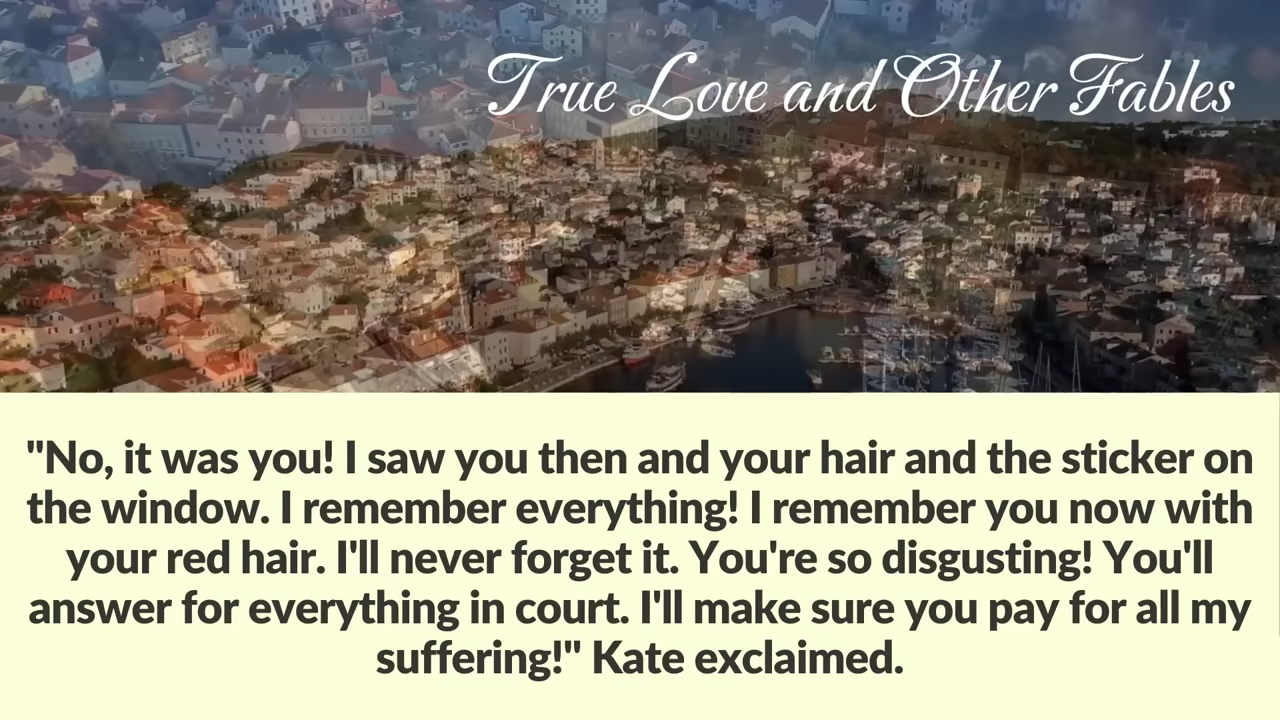 True Love and Other Fables
"No, it was you! I saw you then and your hair and the sticker on
the window. I remember everything! I remember you now with
your red hair. I'll never forget it. You're so disgusting! You'll
answer for everything in court. I'll make sure you pay for all my
suffering!" Kate exclaimed.